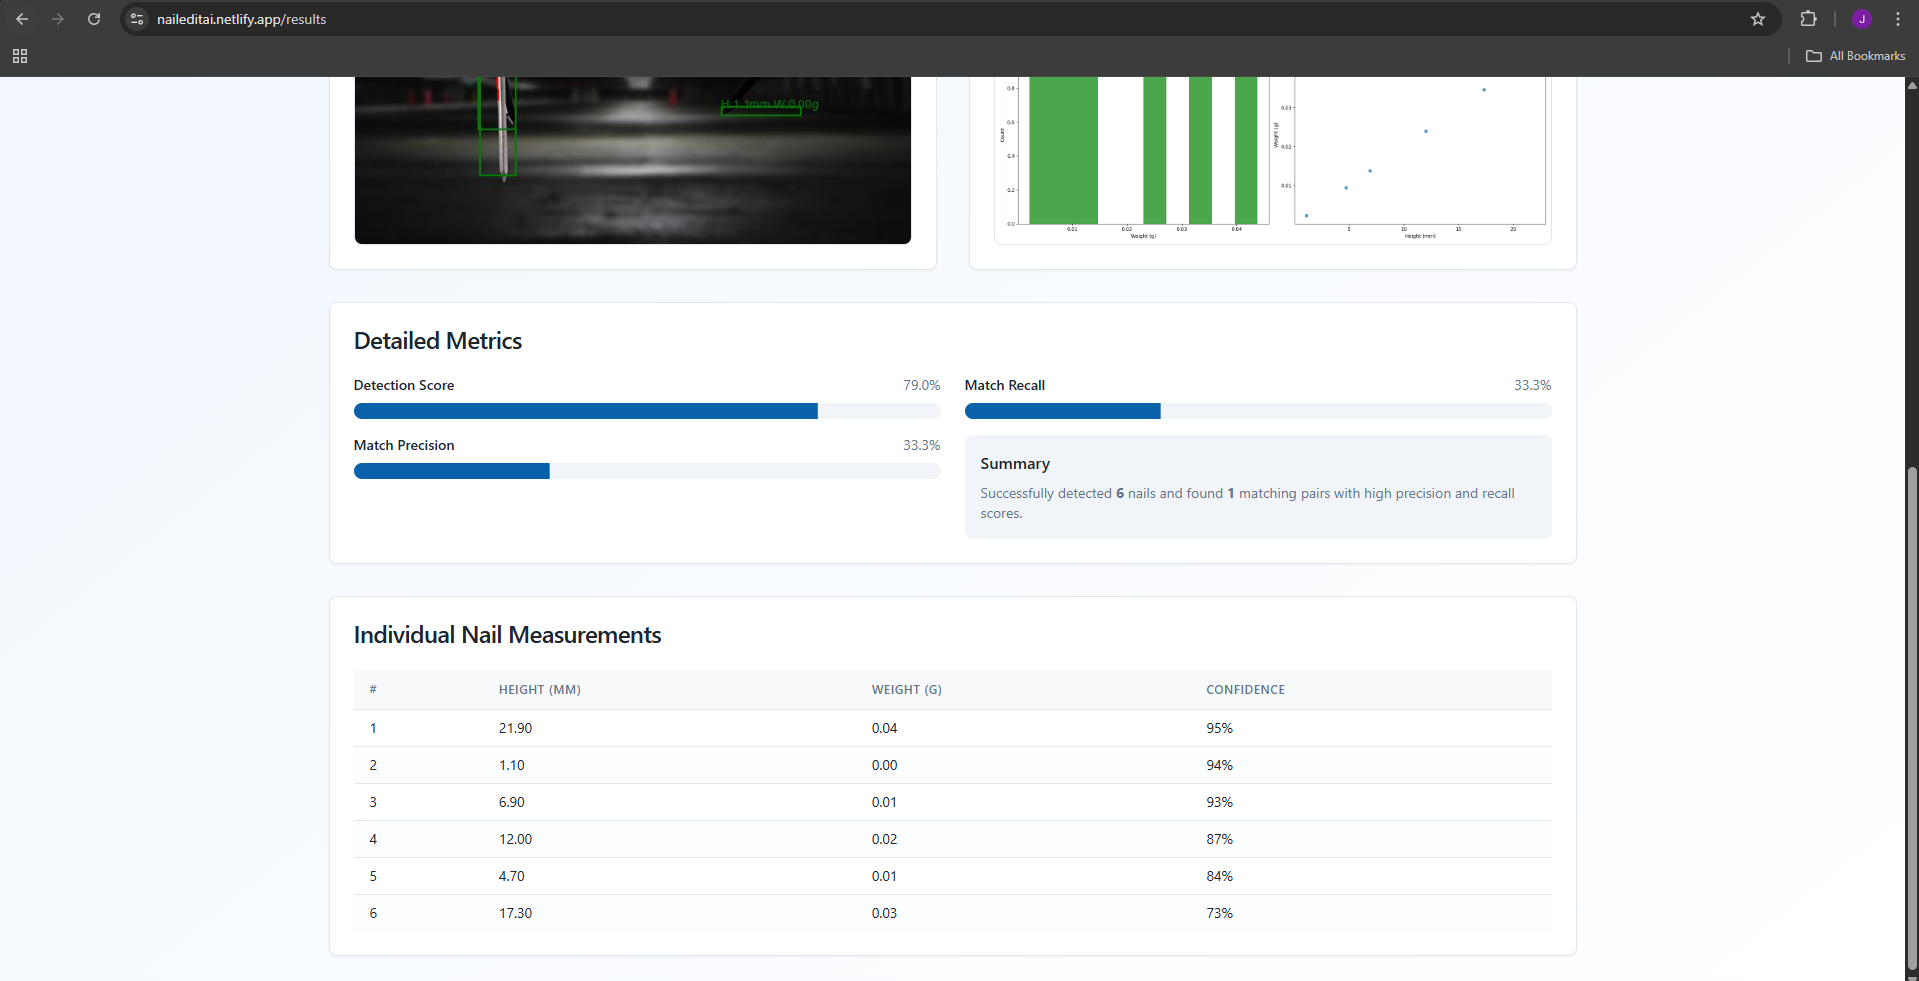 naileditai.netlify.app/results
J
All Bookmarks
H:1.1mm W:0.00g
0.8
0.6
0.4
0.2
0.0
Count
0.01
0.02
0.03
0.04
Weight (g)
0.03
0.02
0.01
Weight (g)
5
10
15
20
Height (mm)
Detailed Metrics
Detection Score
79.0%
Match Recall
33.3%
Match Precision
33.3%
Summary
Successfully detected 6 nails and found 1 matching pairs with high precision and recall
scores.
Individual Nail Measurements
# HEIGHT (MM) WEIGHT (G) CONFIDENCE
1 21.90 0.04 95%
2 1.10 0.00 94%
3 6.90 0.01 93%
4 12.00 0.02 87%
5 4.70 0.01 84%
6 17.30 0.03 73%